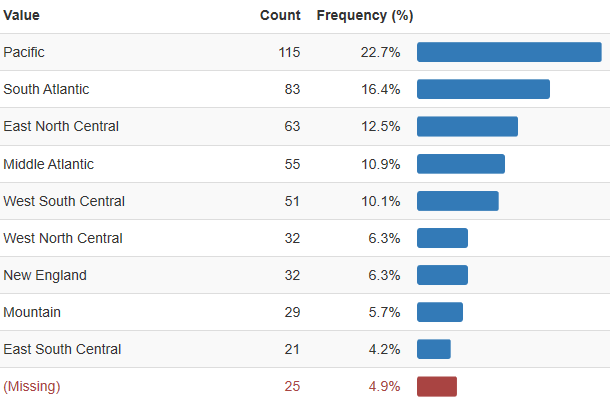 Value Count Frequency (%)
Pacific 115 22.7%
South Atlantic 83 16.4%
East North Central 63 12.5%
Middle Atlantic 55 10.9%
West South Central 51 10.1%
West North Central 32 6.3%
New England 32 6.3%
Mountain 29 5.7%
East South Central 21 4.2%
(Missing) 25 4.9%